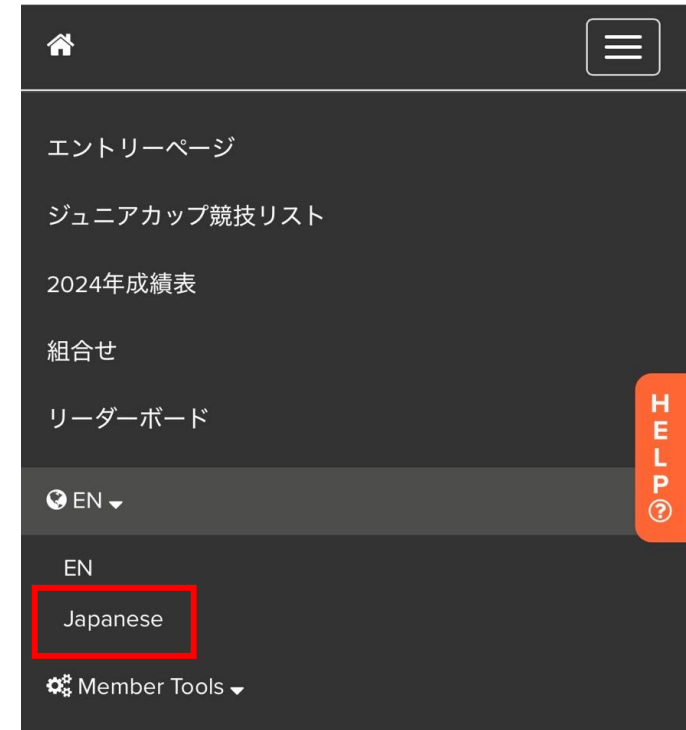 エントリーページ
ジュニアカップ競技リスト
2024年成績表
組合せ
リーダーボード
HELP?
EN
EN
Japanese
Member Tools